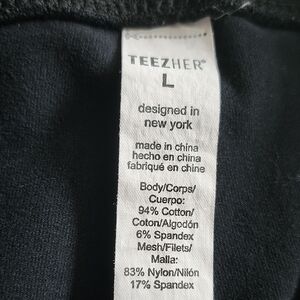 TEEZHER®
L
designed in
new york
made in china
hecho en china
fabriqué en chine
Body/Corps/
Cuerpo:
94% Cotton/
Coton/Algodón
6% Spandex
Mesh/Filets/
Malla:
83% Nylon/Nilón
17% Spandex